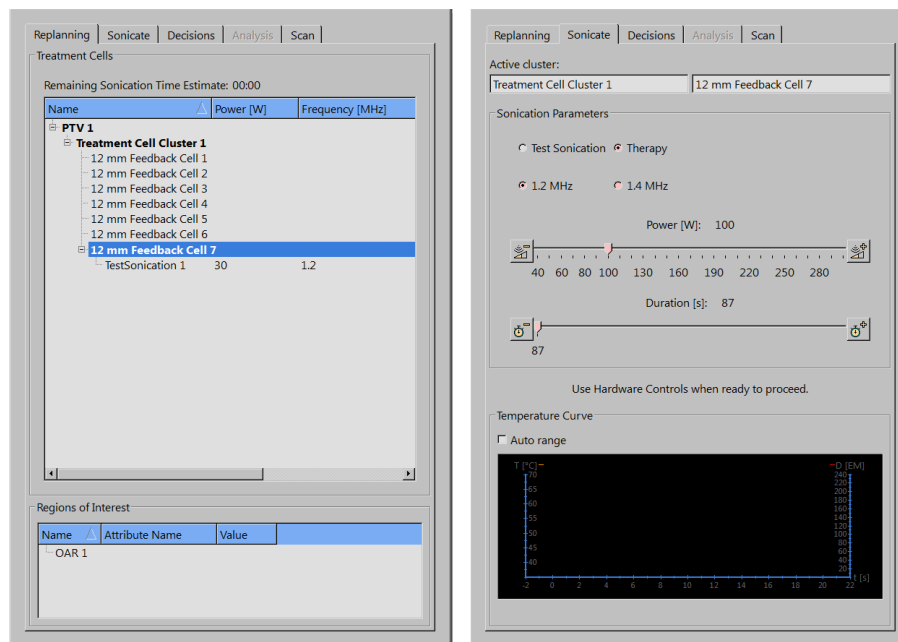 Replanning Sonicate Decisions Analysis Scan
Treatment Cells
Remaining Sonication Time Estimate: 00:00
Name Power [W] Frequency [MHz]
PTV 1
Treatment Cell Cluster 1
12 mm Feedback Cell 1
12 mm Feedback Cell 2
12 mm Feedback Cell 3
12 mm Feedback Cell 4
12 mm Feedback Cell 5
12 mm Feedback Cell 6
12 mm Feedback Cell 7
TestSonication 1 30 1.2
Regions of Interest
Name Attribute Name Value
OAR 1
Replanning Sonicate Decisions Analysis Scan
Active cluster:
Treatment Cell Cluster 1 12 mm Feedback Cell 7
Sonication Parameters
Test Sonication Therapy
1.2 MHz 1.4 MHz
Power [W]: 100
40 60 80 100 130 160 190 220 250 280
Duration [s]: 87
87
Use Hardware Controls when ready to proceed.
Temperature Curve
Auto range
T [°C] D [EM]
70 240
65 220
200
60 180
160
55 140
120
50 100
80
45 60
40 40
20
t [s]
-2 0 2 4 6 8 10 12 14 16 18 20 22